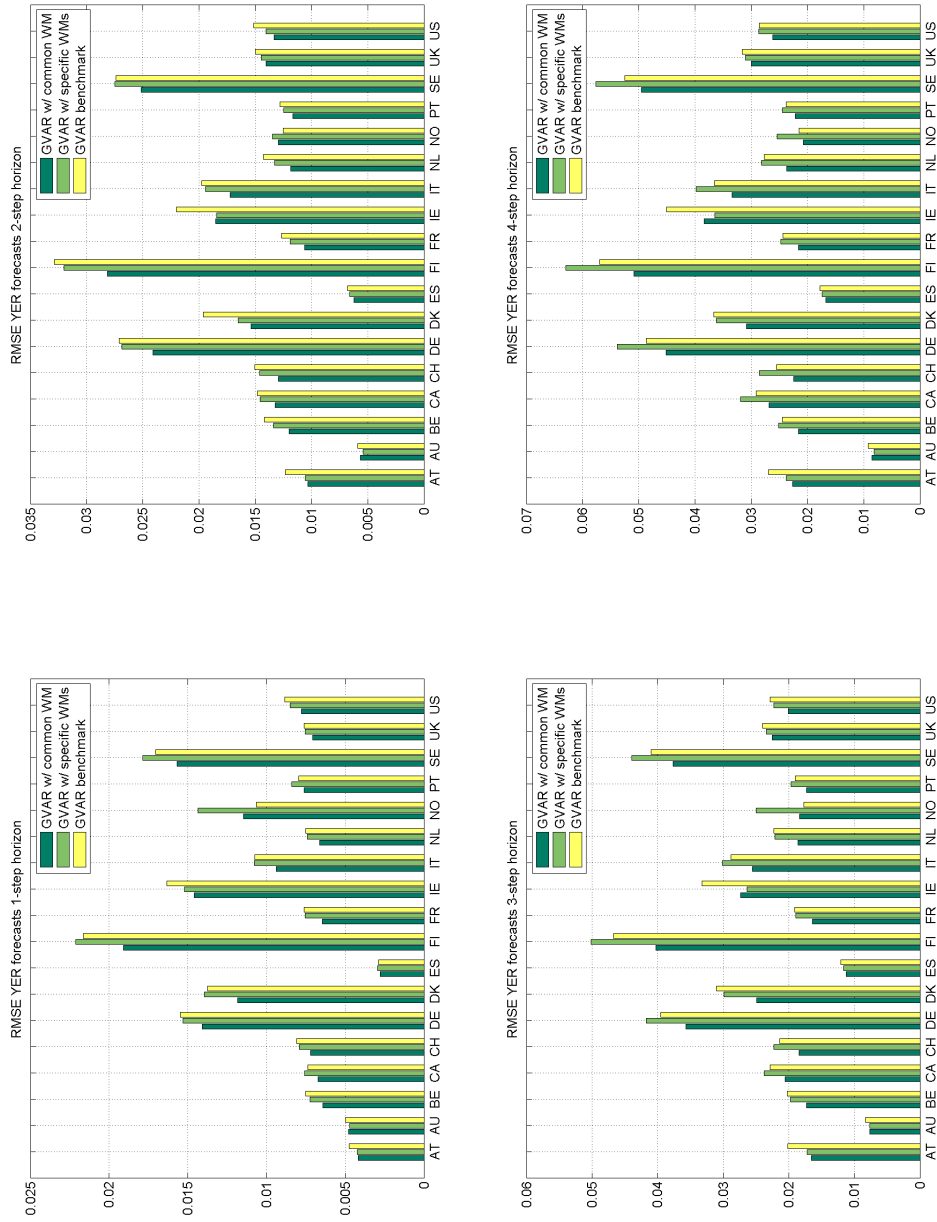 RMSE YER forecasts 2-step horizon
GVAR w/ common WM
GVAR w/ specific WMs
GVAR benchmark
0.035
0.03
0.025
0.02
0.015
0.01
0.005
0
AT AU BE CA CH DE DK ES FI FR IE IT NL NO PT SE UK US
RMSE YER forecasts 4-step horizon
GVAR w/ common WM
GVAR w/ specific WMs
GVAR benchmark
0.07
0.06
0.05
0.04
0.03
0.02
0.01
0
AT AU BE CA CH DE DK ES FI FR IE IT NL NO PT SE UK US
RMSE YER forecasts 1-step horizon
GVAR w/ common WM
GVAR w/ specific WMs
GVAR benchmark
0.025
0.02
0.015
0.01
0.005
0
AT AU BE CA CH DE DK ES FI FR IE IT NL NO PT SE UK US
RMSE YER forecasts 3-step horizon
GVAR w/ common WM
GVAR w/ specific WMs
GVAR benchmark
0.06
0.05
0.04
0.03
0.02
0.01
0
AT AU BE CA CH DE DK ES FI FR IE IT NL NO PT SE UK US